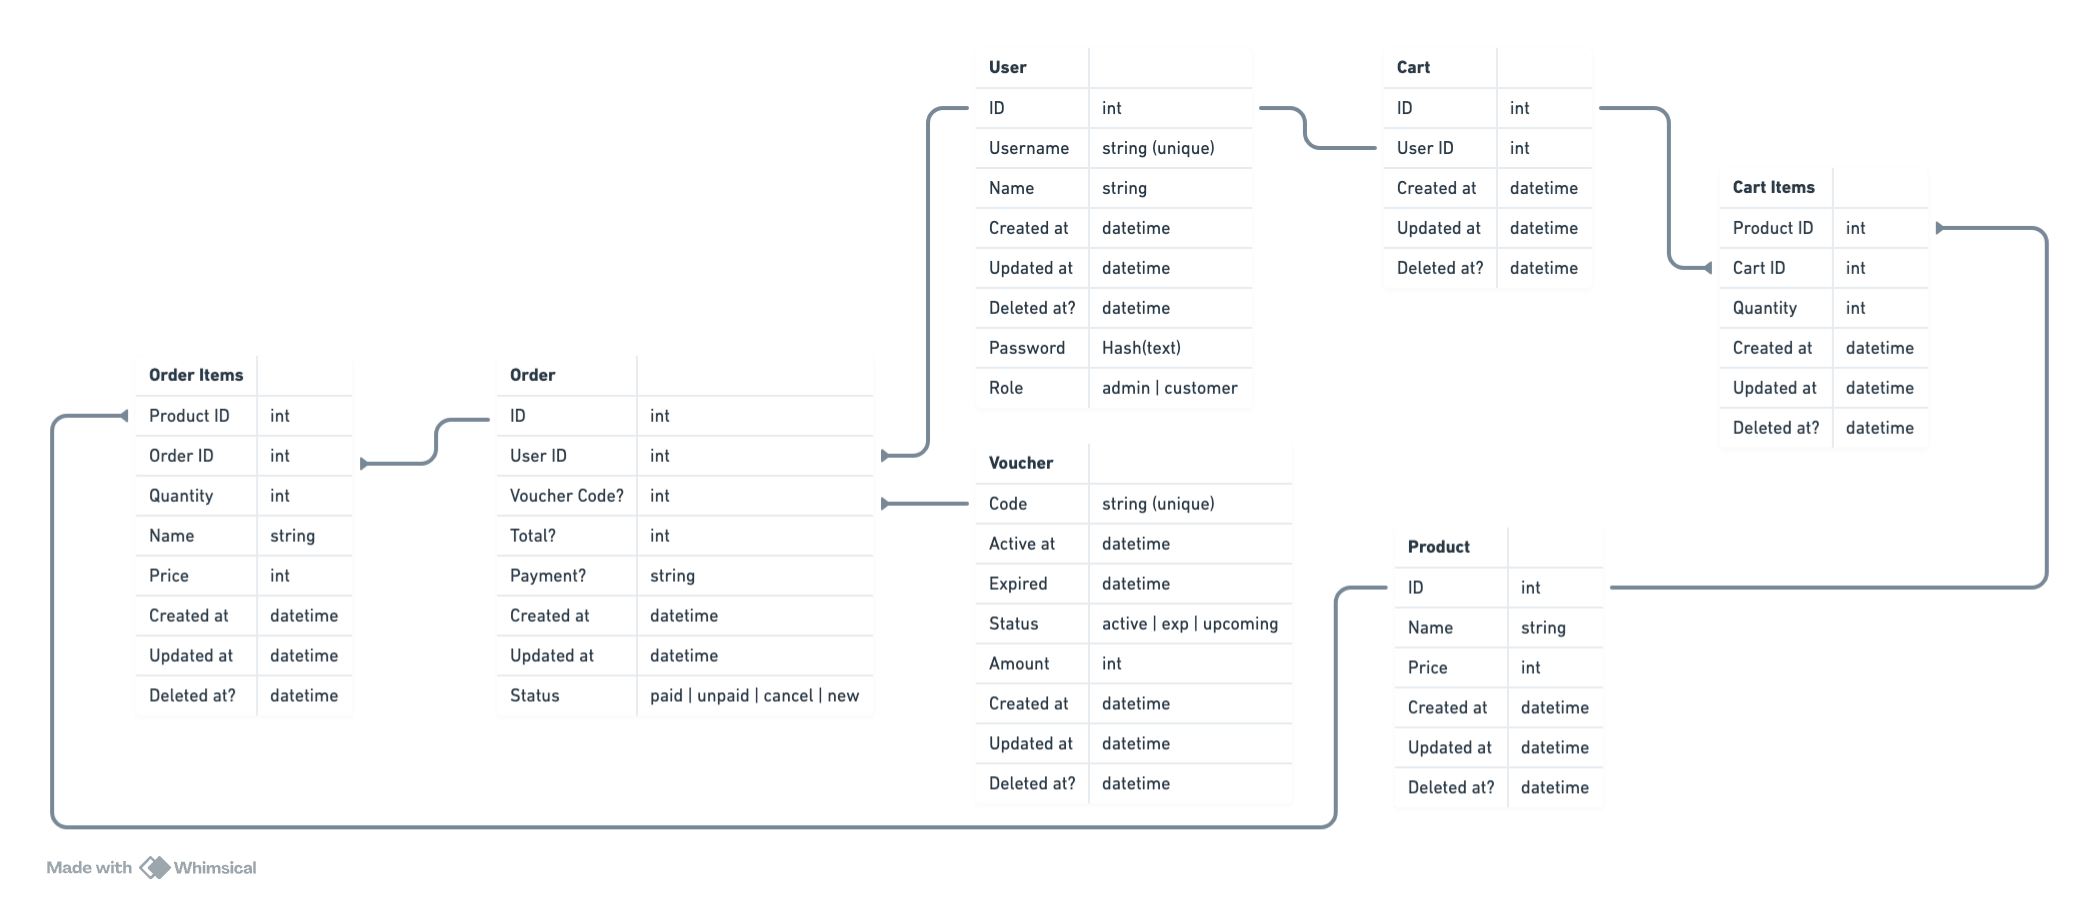 User
ID int
Username string (unique)
Name string
Created at datetime
Updated at datetime
Deleted at? datetime
Password Hash(text)
Role admin | customer
Cart
ID int
User ID int
Created at datetime
Updated at datetime
Deleted at? datetime
Cart Items
Product ID int
Cart ID int
Quantity int
Created at datetime
Updated at datetime
Deleted at? datetime
Order Items
Product ID int
Order ID int
Quantity int
Name string
Price int
Created at datetime
Updated at datetime
Deleted at? datetime
Order
ID int
User ID int
Voucher Code? int
Total? int
Payment? string
Created at datetime
Updated at datetime
Status paid | unpaid | cancel | new
Voucher
Code string (unique)
Active at datetime
Expired datetime
Status active | exp | upcoming
Amount int
Created at datetime
Updated at datetime
Deleted at? datetime
Product
ID int
Name string
Price int
Created at datetime
Updated at datetime
Deleted at? datetime
Made with Whimsical